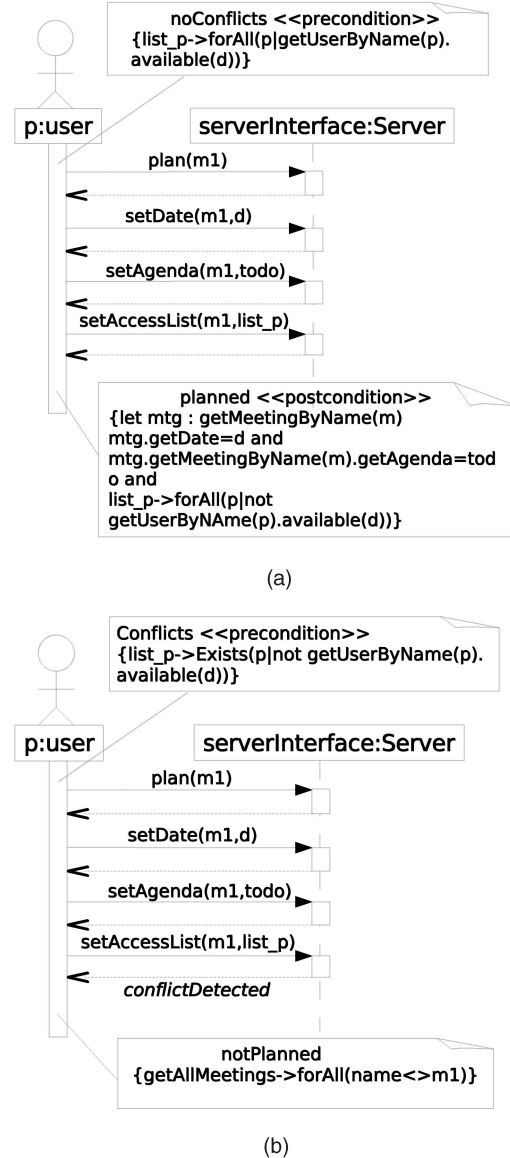 noConflicts <<precondition>>
{list_p->forAll(p|getUserByName(p).
available(d))}
p:user
serverInterface:Server
plan(m1)
setDate(m1,d)
setAgenda(m1,todo)
setAccessList(m1,list_p)
planned <<postcondition>>
{let mtg : getMeetingByName(m)
mtg.getDate=d and
mtg.getMeetingByName(m).getAgenda=tod
o and
list_p->forAll(p|not
getUserByNAme(p).available(d))}
(a)
Conflicts <<precondition>>
{list_p->Exists(p|not getUserByName(p).
available(d))}
p:user
serverInterface:Server
plan(m1)
setDate(m1,d)
setAgenda(m1,todo)
setAccessList(m1,list_p)
conflictDetected
notPlanned
{getAllMeetings->forAll(name<>m1)}
(b)